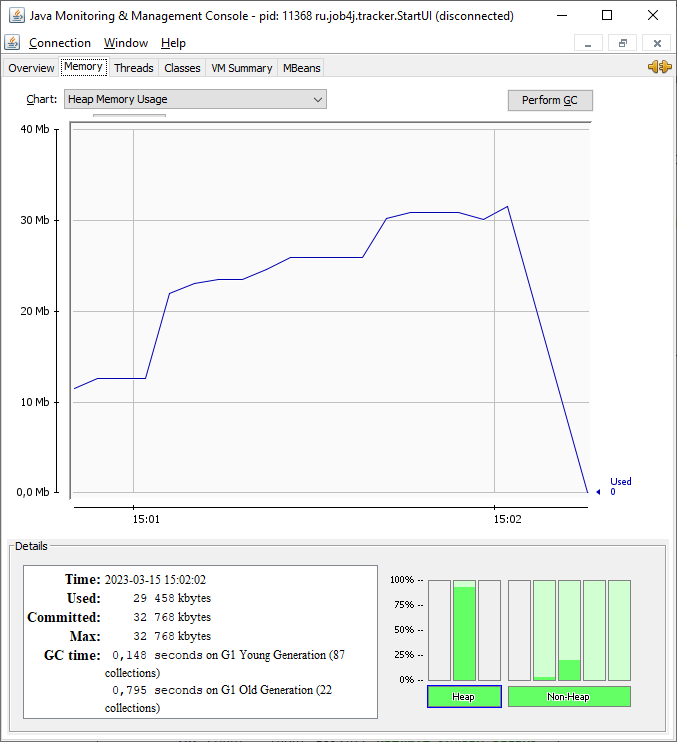 Java Monitoring & Management Console - pid: 11368 ru.job4j.tracker.StartUI (disconnected)
Connection Window Help
Overview Memory Threads Classes VM Summary MBeans
Chart: Heap Memory Usage Perform GC
40 Mb
30 Mb
20 Mb
10 Mb
0,0 Mb
Used
0
15:01 15:02
Details
Time: 2023-03-15 15:02:02
Used: 29 458 kbytes
Committed: 32 768 kbytes
Max: 32 768 kbytes
GC time: 0,148 seconds on G1 Young Generation (87
collections)
0,795 seconds on G1 Old Generation (22
collections)
100% --
75% --
50% --
25% --
0% --
Heap Non-Heap